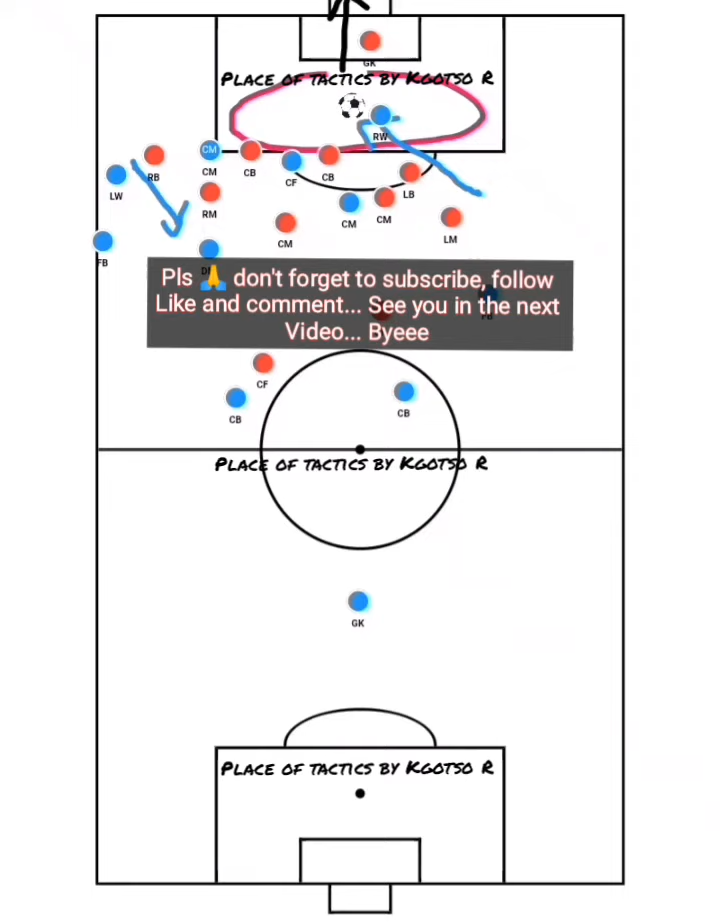 GK
Place of tactics by Kgotso R
RW
CM
CM
CB
CF
CB
RB
LB
LW
RM
CM
CM
CM
LM
FB
Pls 🙏 don't forget to subscribe, follow
Like and comment... See you in the next
Video... Byeee
CF
CB
CB
Place of tactics by Kgotso R
GK
Place of tactics by Kgotso R